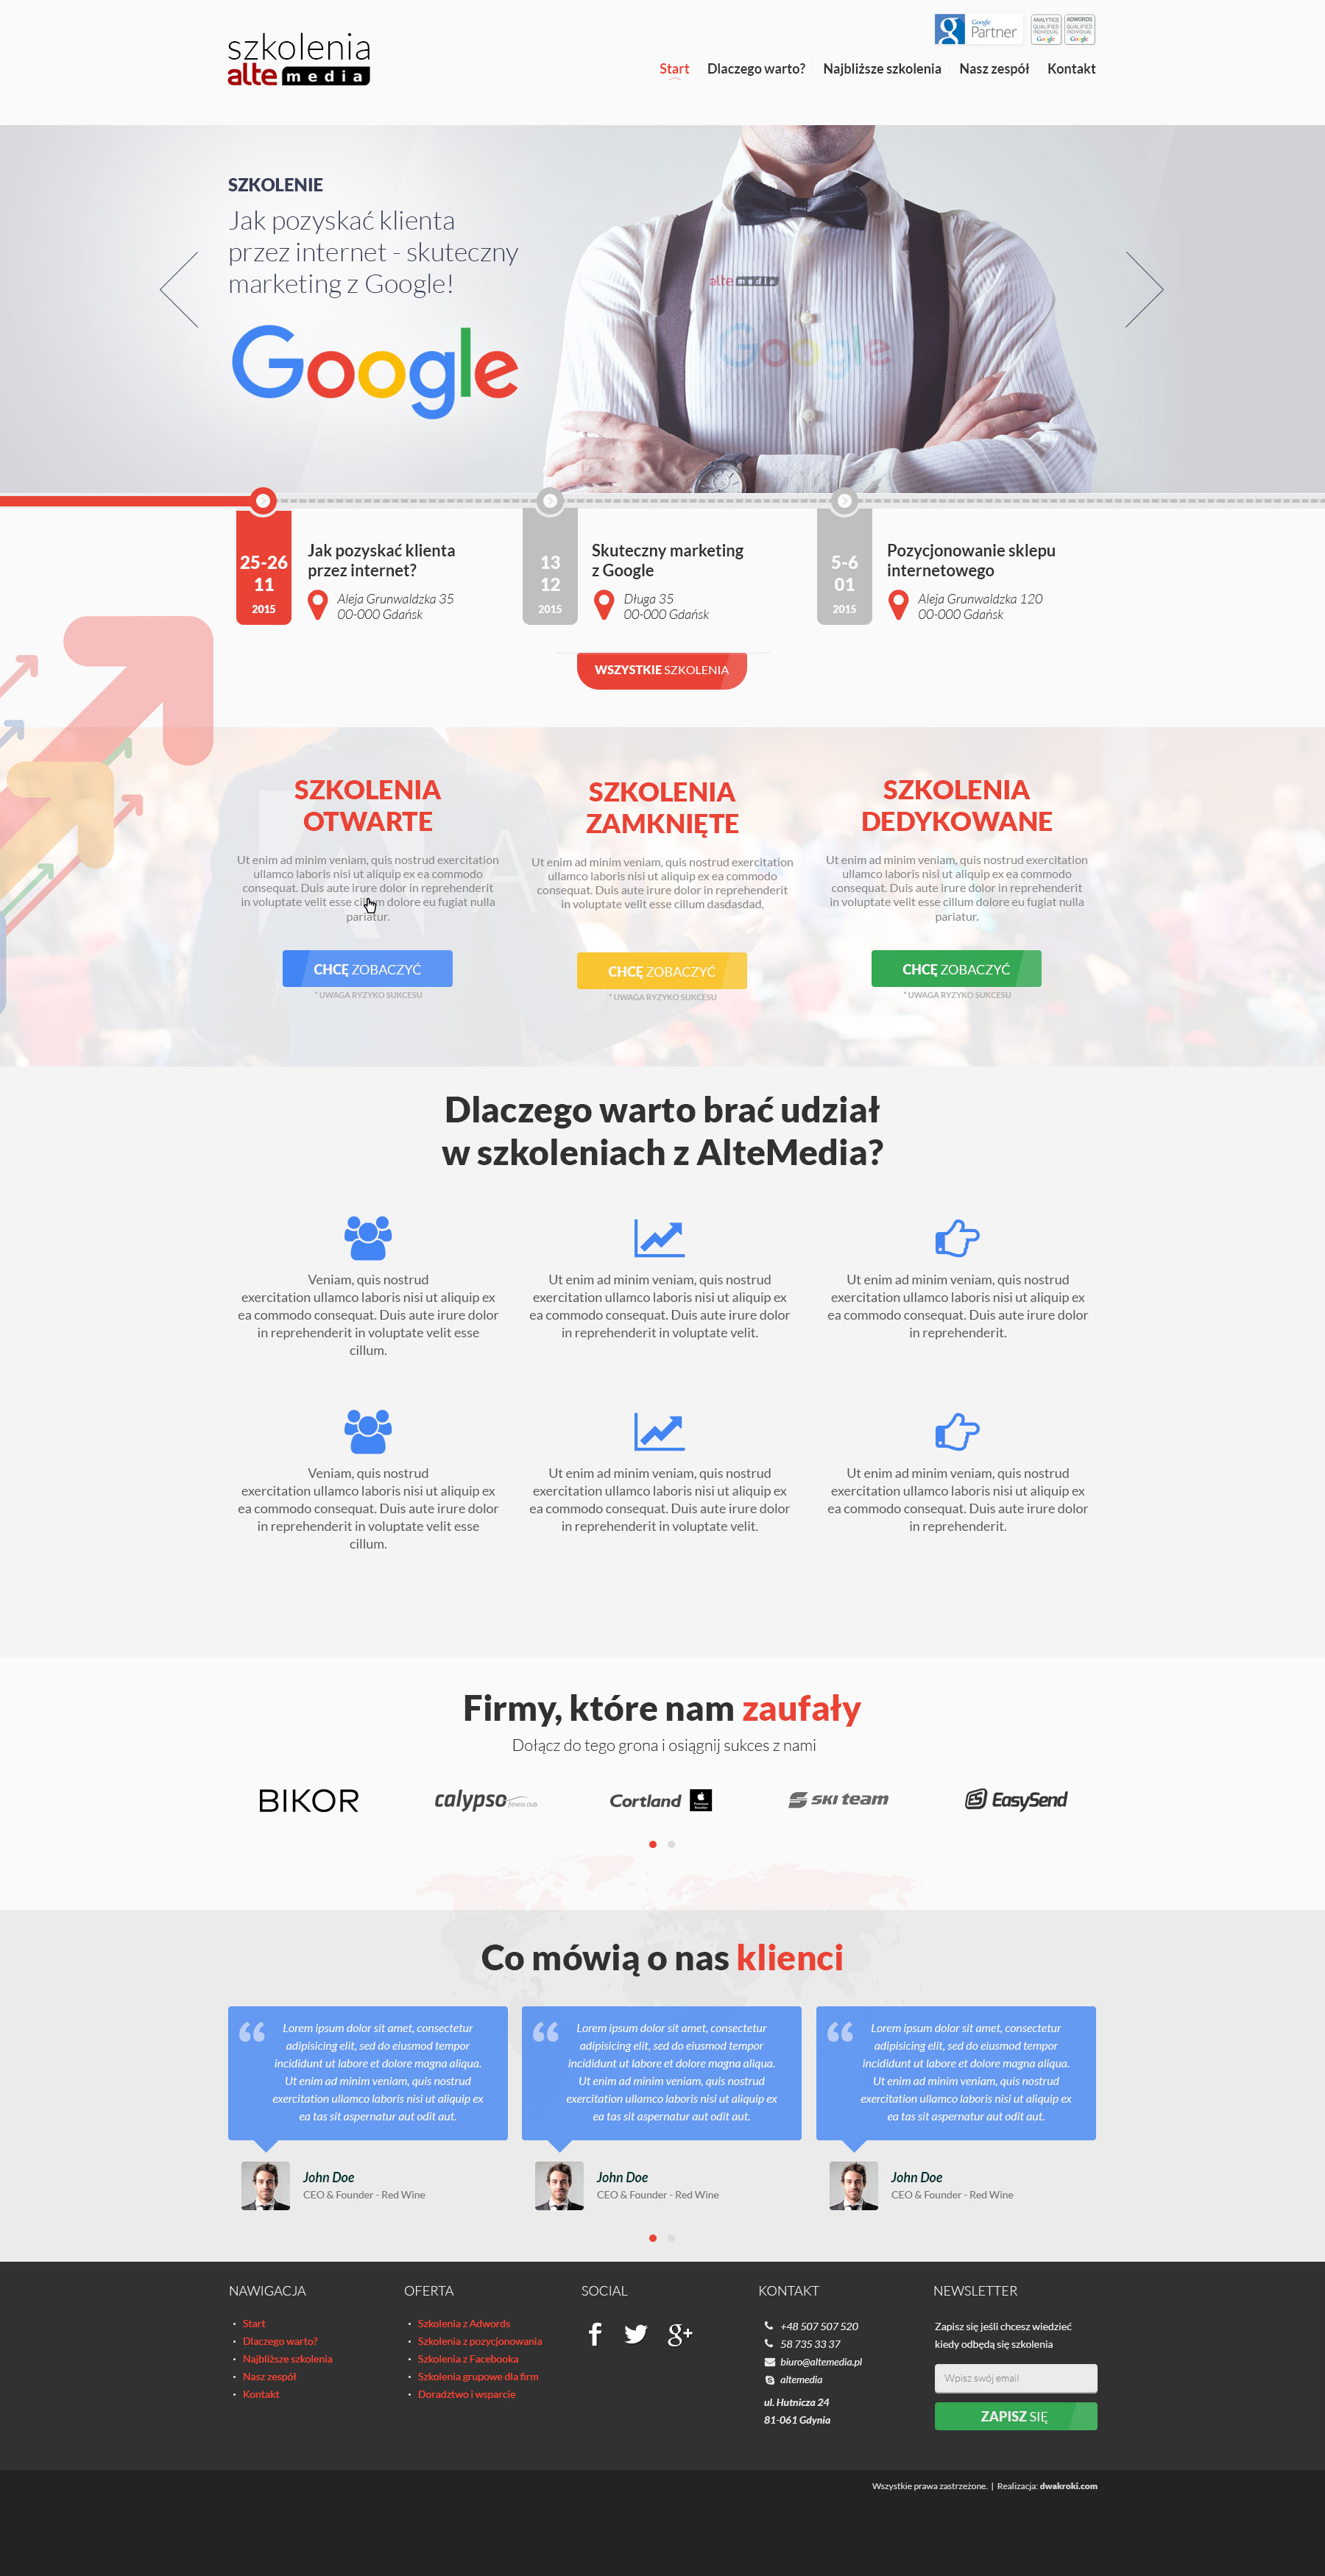 szkolenia
alte media
Google
Partner
ANALYTICS
QUALIFIED
INDIVIDUAL
Google
ADWORDS
QUALIFIED
INDIVIDUAL
Google
Start Dlaczego warto? Najbliższe szkolenia Nasz zespół Kontakt
SZKOLENIE
Jak pozyskać klienta
przez internet - skuteczny
marketing z Google!
Google
alte media
Google
25-26
11
2015
Jak pozyskać klienta
przez internet?
Aleja Grunwaldzka 35
00-000 Gdańsk
13
12
2015
Skuteczny marketing
z Google
Długa 35
00-000 Gdańsk
5-6
01
2015
Pozycjonowanie sklepu
internetowego
Aleja Grunwaldzka 120
00-000 Gdańsk
WSZYSTKIE SZKOLENIA
SZKOLENIA
OTWARTE
Ut enim ad minim veniam, quis nostrud exercitation
ullamco laboris nisi ut aliquip ex ea commodo
consequat. Duis aute irure dolor in reprehenderit
in voluptate velit esse cillum dolore eu fugiat nulla
pariatur.
CHCĘ ZOBACZYĆ
* UWAGA RYZYKO SUKCESU
SZKOLENIA
ZAMKNIĘTE
Ut enim ad minim veniam, quis nostrud exercitation
ullamco laboris nisi ut aliquip ex ea commodo
consequat. Duis aute irure dolor in reprehenderit
in voluptate velit esse cillum dasdasdad,
CHCĘ ZOBACZYĆ
* UWAGA RYZYKO SUKCESU
SZKOLENIA
DEDYKOWANE
Ut enim ad minim veniam, quis nostrud exercitation
ullamco laboris nisi ut aliquip ex ea commodo
consequat. Duis aute irure dolor in reprehenderit
in voluptate velit esse cillum dolore eu fugiat nulla
pariatur.
CHCĘ ZOBACZYĆ
* UWAGA RYZYKO SUKCESU
Dlaczego warto brać udział
w szkoleniach z AlteMedia?
Veniam, quis nostrud
exercitation ullamco laboris nisi ut aliquip ex
ea commodo consequat. Duis aute irure dolor
in reprehenderit in voluptate velit esse
cillum.
Ut enim ad minim veniam, quis nostrud
exercitation ullamco laboris nisi ut aliquip ex
ea commodo consequat. Duis aute irure dolor
in reprehenderit in voluptate velit.
Ut enim ad minim veniam, quis nostrud
exercitation ullamco laboris nisi ut aliquip ex
ea commodo consequat. Duis aute irure dolor
in reprehenderit.
Veniam, quis nostrud
exercitation ullamco laboris nisi ut aliquip ex
ea commodo consequat. Duis aute irure dolor
in reprehenderit in voluptate velit esse
cillum.
Ut enim ad minim veniam, quis nostrud
exercitation ullamco laboris nisi ut aliquip ex
ea commodo consequat. Duis aute irure dolor
in reprehenderit in voluptate velit.
Ut enim ad minim veniam, quis nostrud
exercitation ullamco laboris nisi ut aliquip ex
ea commodo consequat. Duis aute irure dolor
in reprehenderit.
Firmy, które nam zaufały
Dołącz do tego grona i osiągnij sukces z nami
BIKOR
calypso
fitness club
Cortland
Premium
Reseller
SKI TEAM
EasySend
Co mówią o nas klienci
Lorem ipsum dolor sit amet, consectetur
adipisicing elit, sed do eiusmod tempor
incididunt ut labore et dolore magna aliqua.
Ut enim ad minim veniam, quis nostrud
exercitation ullamco laboris nisi ut aliquip ex
ea tas sit aspernatur aut odit aut.
John Doe
CEO & Founder - Red Wine
Lorem ipsum dolor sit amet, consectetur
adipisicing elit, sed do eiusmod tempor
incididunt ut labore et dolore magna aliqua.
Ut enim ad minim veniam, quis nostrud
exercitation ullamco laboris nisi ut aliquip ex
ea tas sit aspernatur aut odit aut.
John Doe
CEO & Founder - Red Wine
Lorem ipsum dolor sit amet, consectetur
adipisicing elit, sed do eiusmod tempor
incididunt ut labore et dolore magna aliqua.
Ut enim ad minim veniam, quis nostrud
exercitation ullamco laboris nisi ut aliquip ex
ea tas sit aspernatur aut odit aut.
John Doe
CEO & Founder - Red Wine
NAWIGACJA
• Start
• Dlaczego warto?
• Najbliższe szkolenia
• Nasz zespół
• Kontakt
OFERTA
• Szkolenia z Adwords
• Szkolenia z pozycjonowania
• Szkolenia z Facebooka
• Szkolenia grupowe dla firm
• Doradztwo i wsparcie
SOCIAL
KONTAKT
+48 507 507 520
58 735 33 37
biuro@altemedia.pl
altemedia
ul. Hutnicza 24
81-061 Gdynia
NEWSLETTER
Zapisz się jeśli chcesz wiedzieć
kiedy odbędą się szkolenia
Wpisz swój email
ZAPISZ SIĘ
Wszystkie prawa zastrzeżone. | Realizacja: dwakroki.com